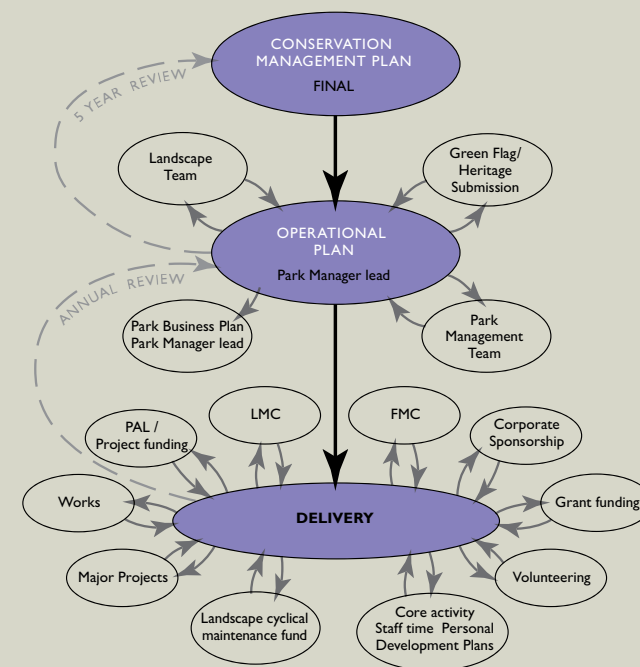 CONSERVATION
MANAGEMENT PLAN
FINAL
5 YEAR REVIEW
Landscape
Team
Green Flag/
Heritage
Submission
OPERATIONAL
PLAN
Park Manager lead
ANNUAL REVIEW
Park Business Plan
Park Manager lead
Park
Management
Team
LMC
FMC
PAL /
Project funding
Corporate
Sponsorship
Works
Grant funding
DELIVERY
Major Projects
Volunteering
Landscape cyclical
maintenance fund
Core activity
Staff time Personal
Development Plans